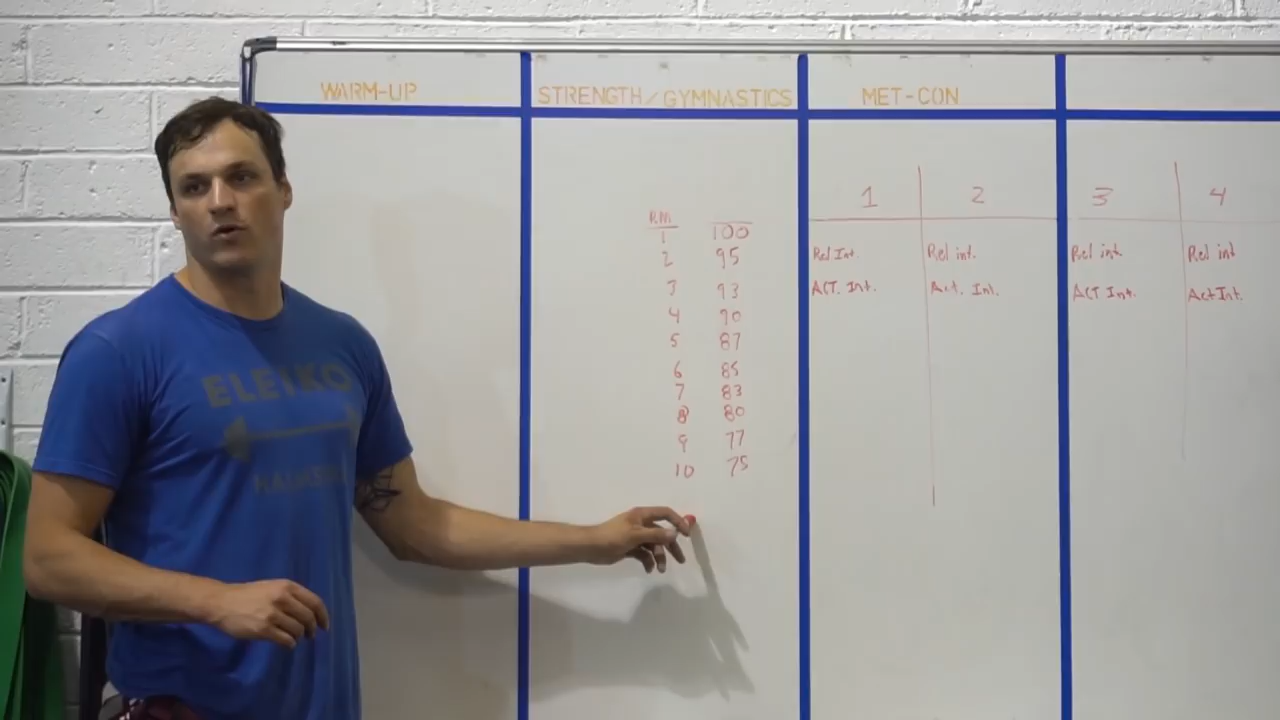 WARM-UP STRENGTH/GYMNASTICS MET-CON
1 2 3 4
RM
1 100
2 95
3 93
4 90
5 87
6 85
7 83
8 80
9 77
10 75
Rel Int. Rel int. Rel int Rel int
ACT. Int. Act. Int. ACT Int. Act Int.
ELEIKO